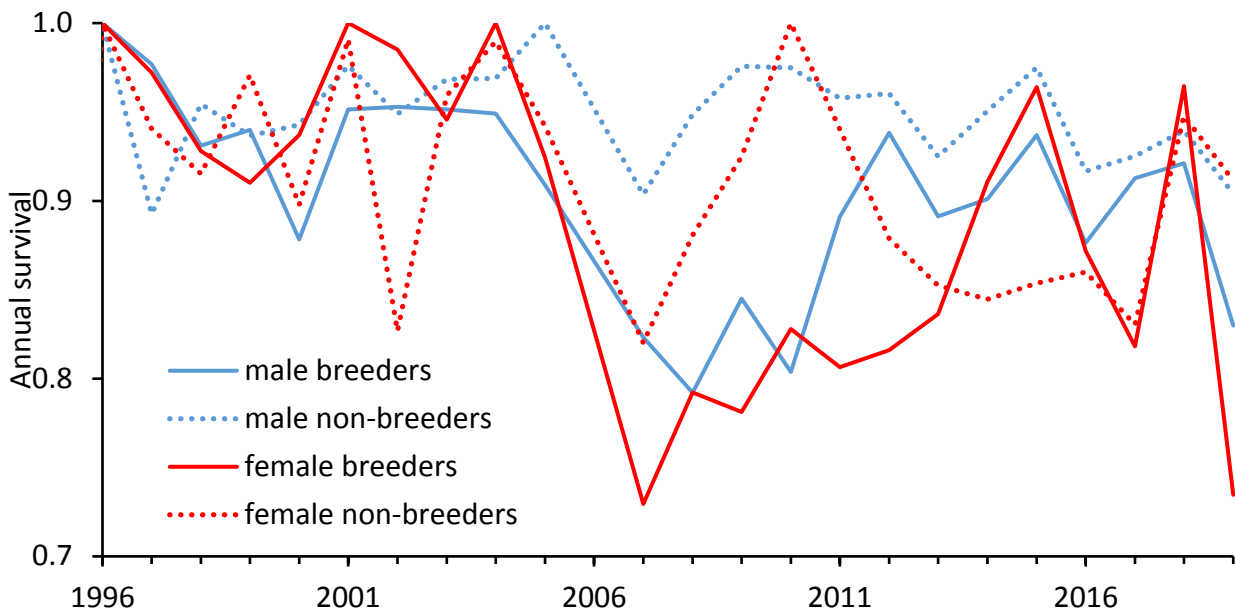 Annual survival
1.0
0.9
0.8
0.7
male breeders
male non-breeders
female breeders
female non-breeders
1996 2001 2006 2011 2016